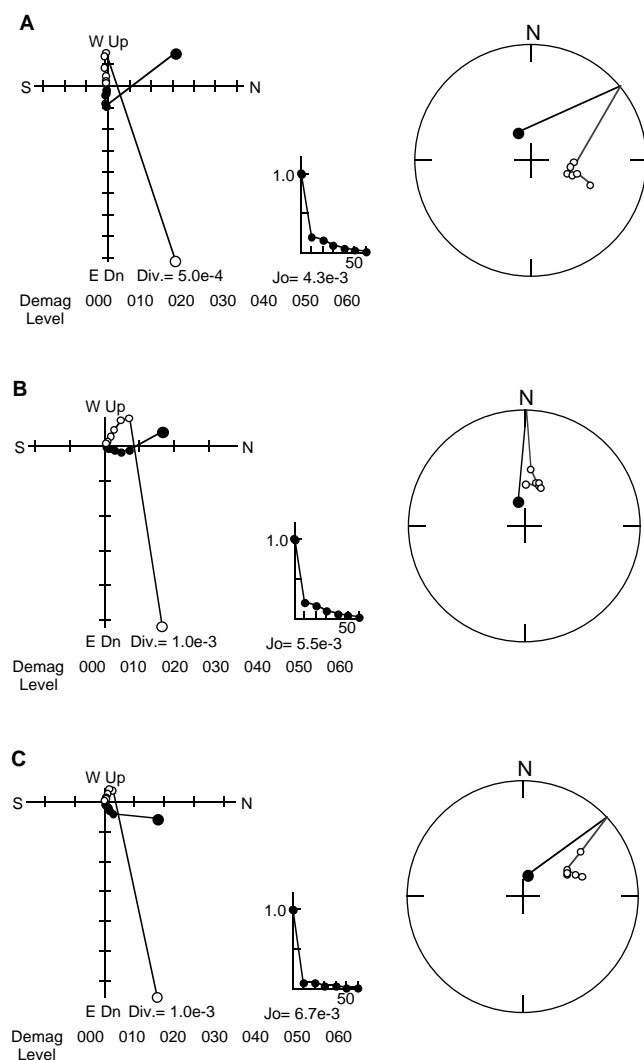 A
W Up
N
S
N
1.0
50
E Dn Div.= 5.0e-4
Jo= 4.3e-3
Demag 000 010 020 030 040 050 060
Level
B
W Up
N
S
N
1.0
50
E Dn Div.= 1.0e-3
Jo= 5.5e-3
Demag 000 010 020 030 040 050 060
Level
C
W Up
N
S
N
1.0
50
E Dn Div.= 1.0e-3
Jo= 6.7e-3
Demag 000 010 020 030 040 050 060
Level